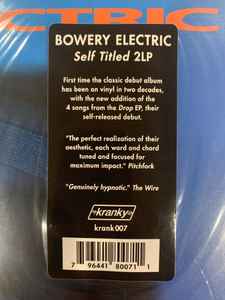 CTRIC
BOWERY ELECTRIC
Self Titled 2LP
First time the classic debut album
has been on vinyl in two decades,
with the new addition of the
4 songs from the Drop EP, their
self-released debut.
"The perfect realization of their
aesthetic, each word and chord
tuned and focused for
maximum impact." Pitchfork
"Genuinely hypnotic." The Wire
kranky
krank007
7 96441 80071 1